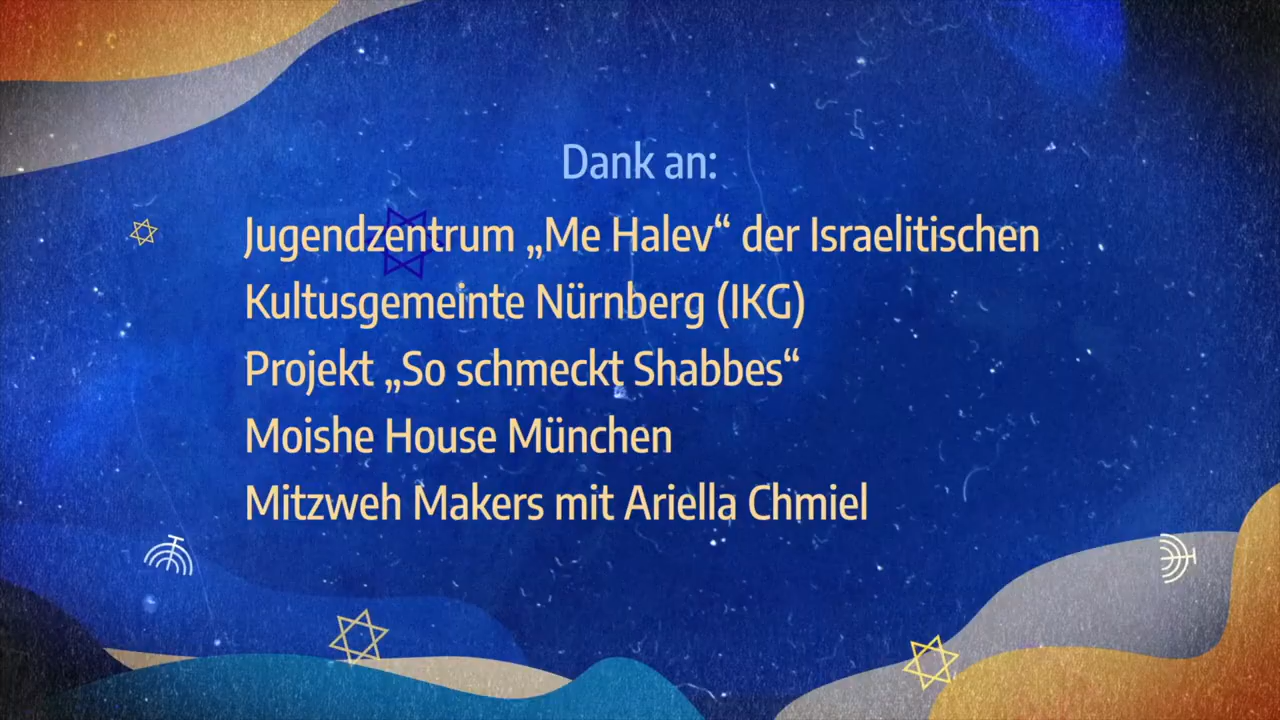 Dank an:
Jugendzentrum „Me Halev“ der Israelitischen
Kultusgemeinte Nürnberg (IKG)
Projekt „So schmeckt Shabbes“
Moishe House München
Mitzweh Makers mit Ariella Chmiel